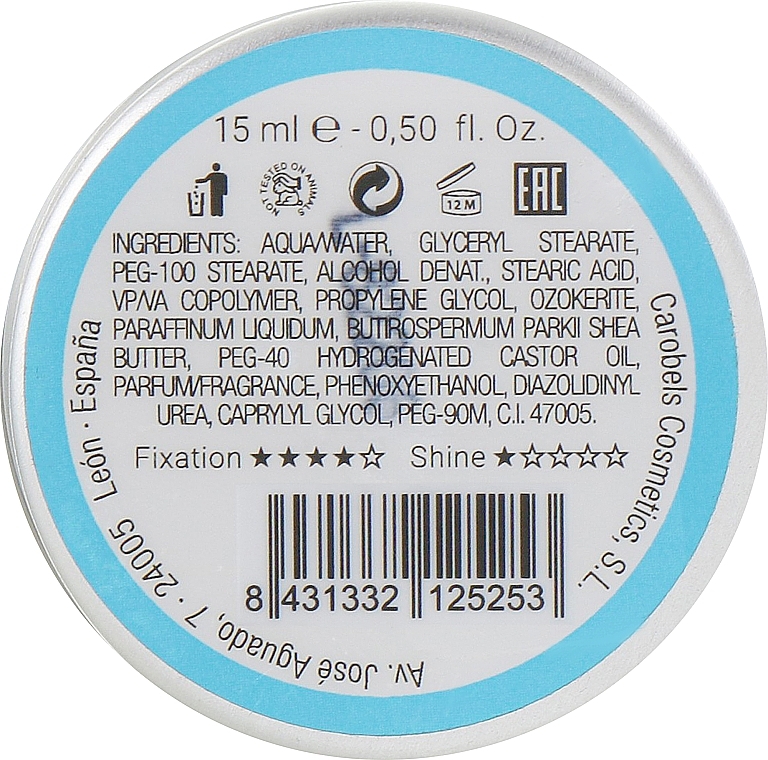 15 ml ℮ - 0,50 fl. Oz.
NOT TESTED ON ANIMALS
12 M
EAC
INGREDIENTS: AQUA/WATER, GLYCERYL STEARATE,
PEG-100 STEARATE, ALCOHOL DENAT., STEARIC ACID,
VP/VA COPOLYMER, PROPYLENE GLYCOL, OZOKERITE,
PARAFFINUM LIQUIDUM, BUTIROSPERMUM PARKII SHEA
BUTTER, PEG-40 HYDROGENATED CASTOR OIL,
PARFUM/FRAGRANCE, PHENOXYETHANOL, DIAZOLIDINYL
UREA, CAPRYLYL GLYCOL, PEG-90M, C.I. 47005.
Fixation ★★★★☆ Shine ★☆☆☆☆
8 431332 125253
Carobels Cosmetics, S.L.
Av. José Aguado, 7 · 24005 León · España